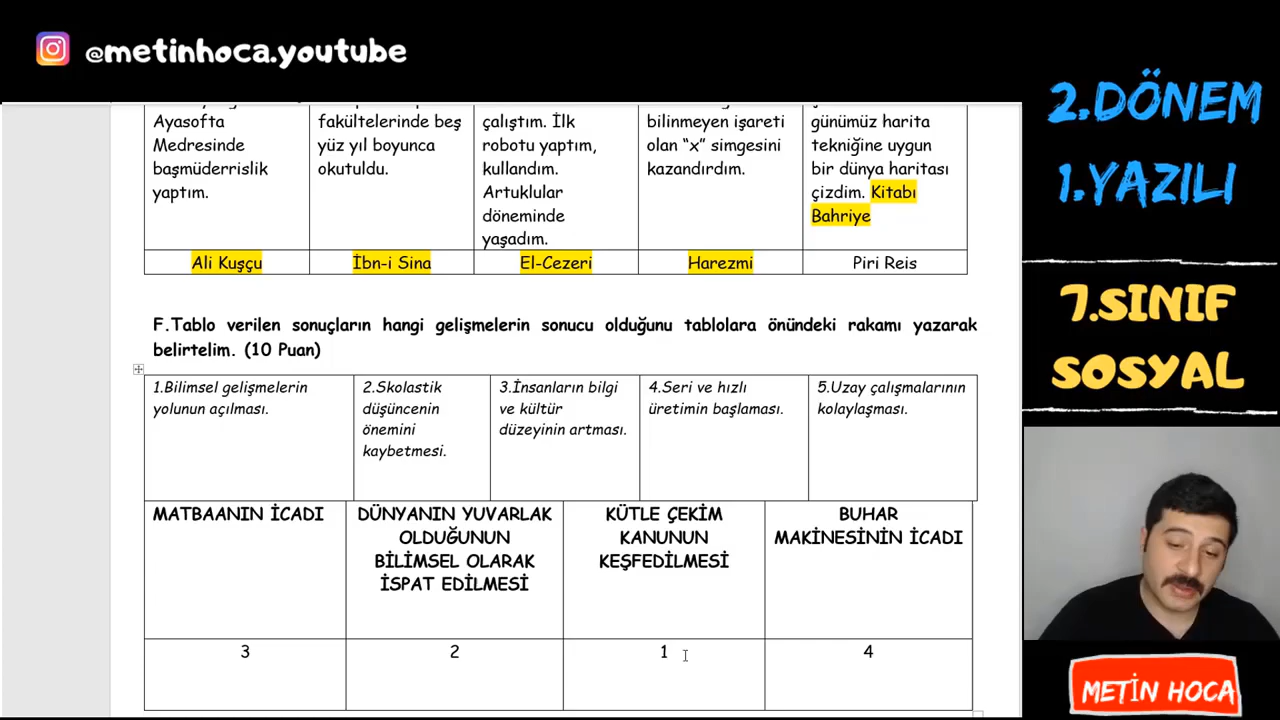 @metinhoca.youtube
Ayasofta
Medresinde
başmüderrislik
yaptım.
fakültelerinde beş
yüz yıl boyunca
okutuldu.
çalıştım. İlk
robotu yaptım,
kullandım.
Artuklular
döneminde
yaşadım.
bilinmeyen işareti
olan “x” simgesini
kazandırdım.
günümüz harita
tekniğine uygun
bir dünya haritası
çizdim. Kitabı
Bahriye
Ali Kuşçu
İbn-i Sina
El-Cezeri
Harezmi
Piri Reis
F.Tablo verilen sonuçların hangi gelişmelerin sonucu olduğunu tablolara önündeki rakamı yazarak
belirtelim. (10 Puan)
1.Bilimsel gelişmelerin
yolunun açılması.
2.Skolastik
düşüncenin
önemini
kaybetmesi.
3.İnsanların bilgi
ve kültür
düzeyinin artması.
4.Seri ve hızlı
üretimin başlaması.
5.Uzay çalışmalarının
kolaylaşması.
MATBAANIN İCADI
DÜNYANIN YUVARLAK
OLDUĞUNUN
BİLİMSEL OLARAK
İSPAT EDİLMESİ
KÜTLE ÇEKİM
KANUNUN
KEŞFEDİLMESİ
BUHAR
MAKİNESİNİN İCADI
3
2
1
4
2.DÖNEM
1.YAZILI
7.SINIF
SOSYAL
METİN HOCA